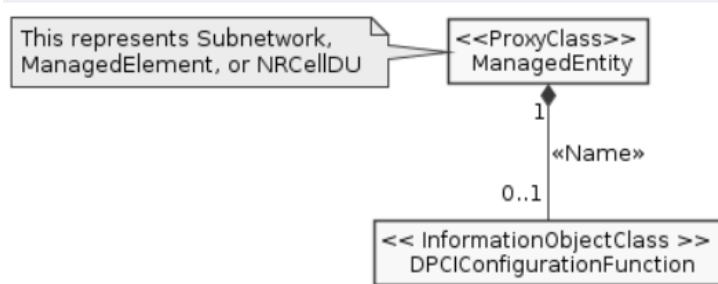 This represents Subnetwork,
ManagedElement, or NRCellDU
<<ProxyClass>>
ManagedEntity
1
«Name»
0..1
<< InformationObjectClass >>
DPCIConfigurationFunction